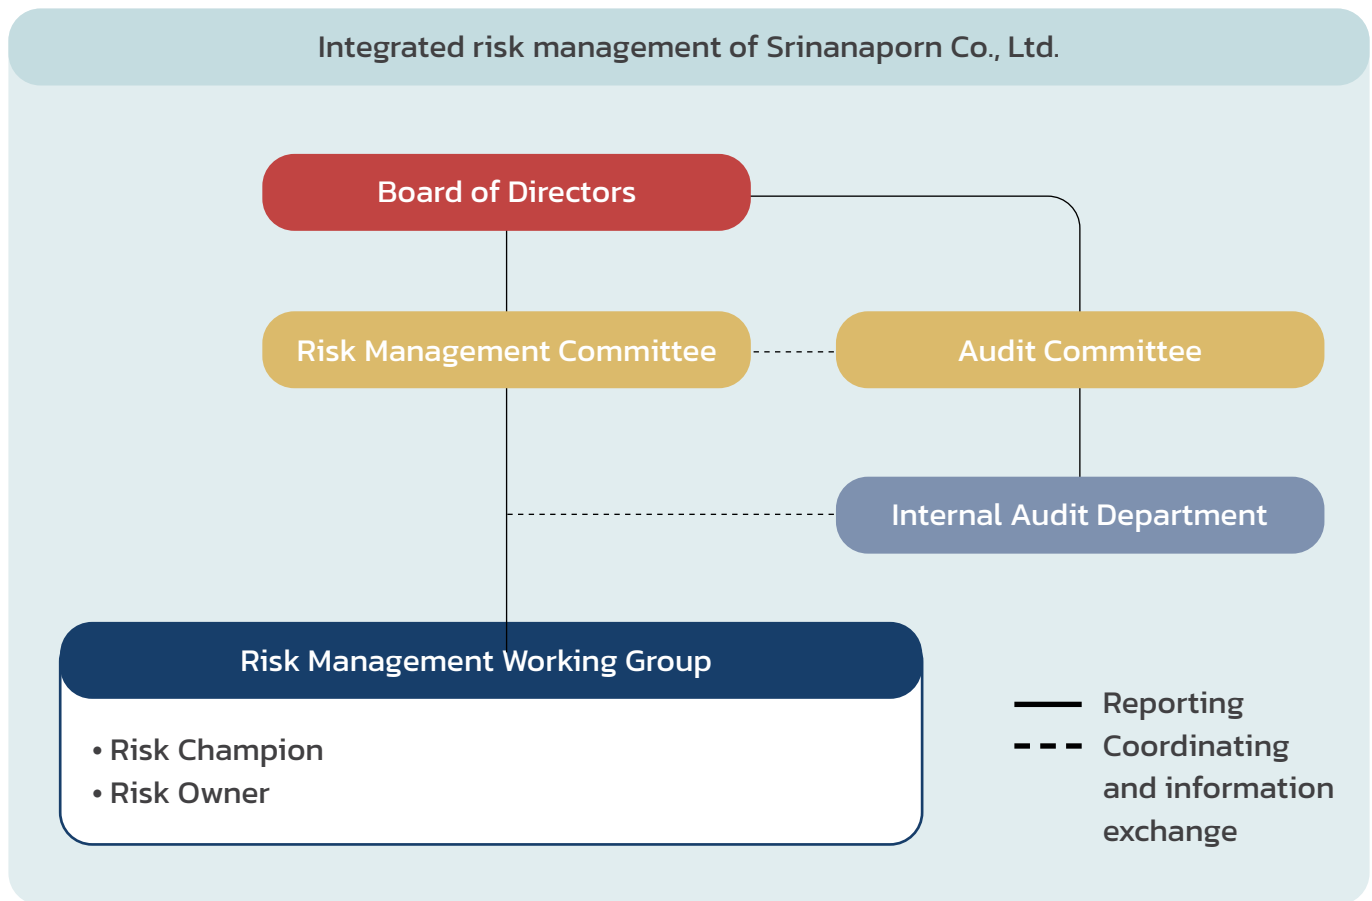 Integrated risk management of Srinanaporn Co., Ltd.
Board of Directors
Risk Management Committee
Audit Committee
Internal Audit Department
Risk Management Working Group
• Risk Champion
• Risk Owner
Reporting
Coordinating
and information
exchange